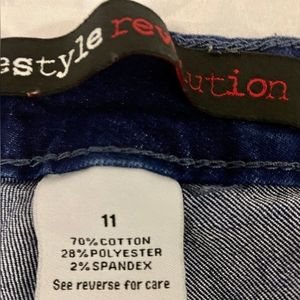 estyle rev
ution
11
70% COTTON
28% POLYESTER
2% SPANDEX
See reverse for care